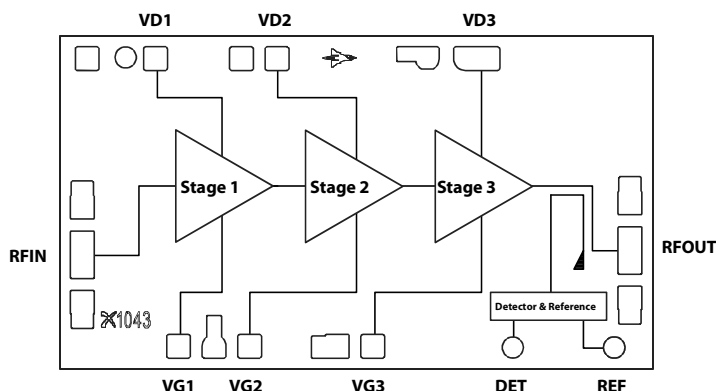 VD1 VD2 VD3
Stage 1 Stage 2 Stage 3
RFIN RFOUT
Detector & Reference
X1043
VG1 VG2 VG3 DET REF